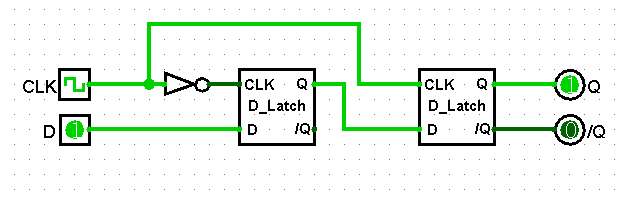 CLK CLK Q CLK Q Q
D_Latch D_Latch
D 1 D /Q D /Q 0 /Q
1